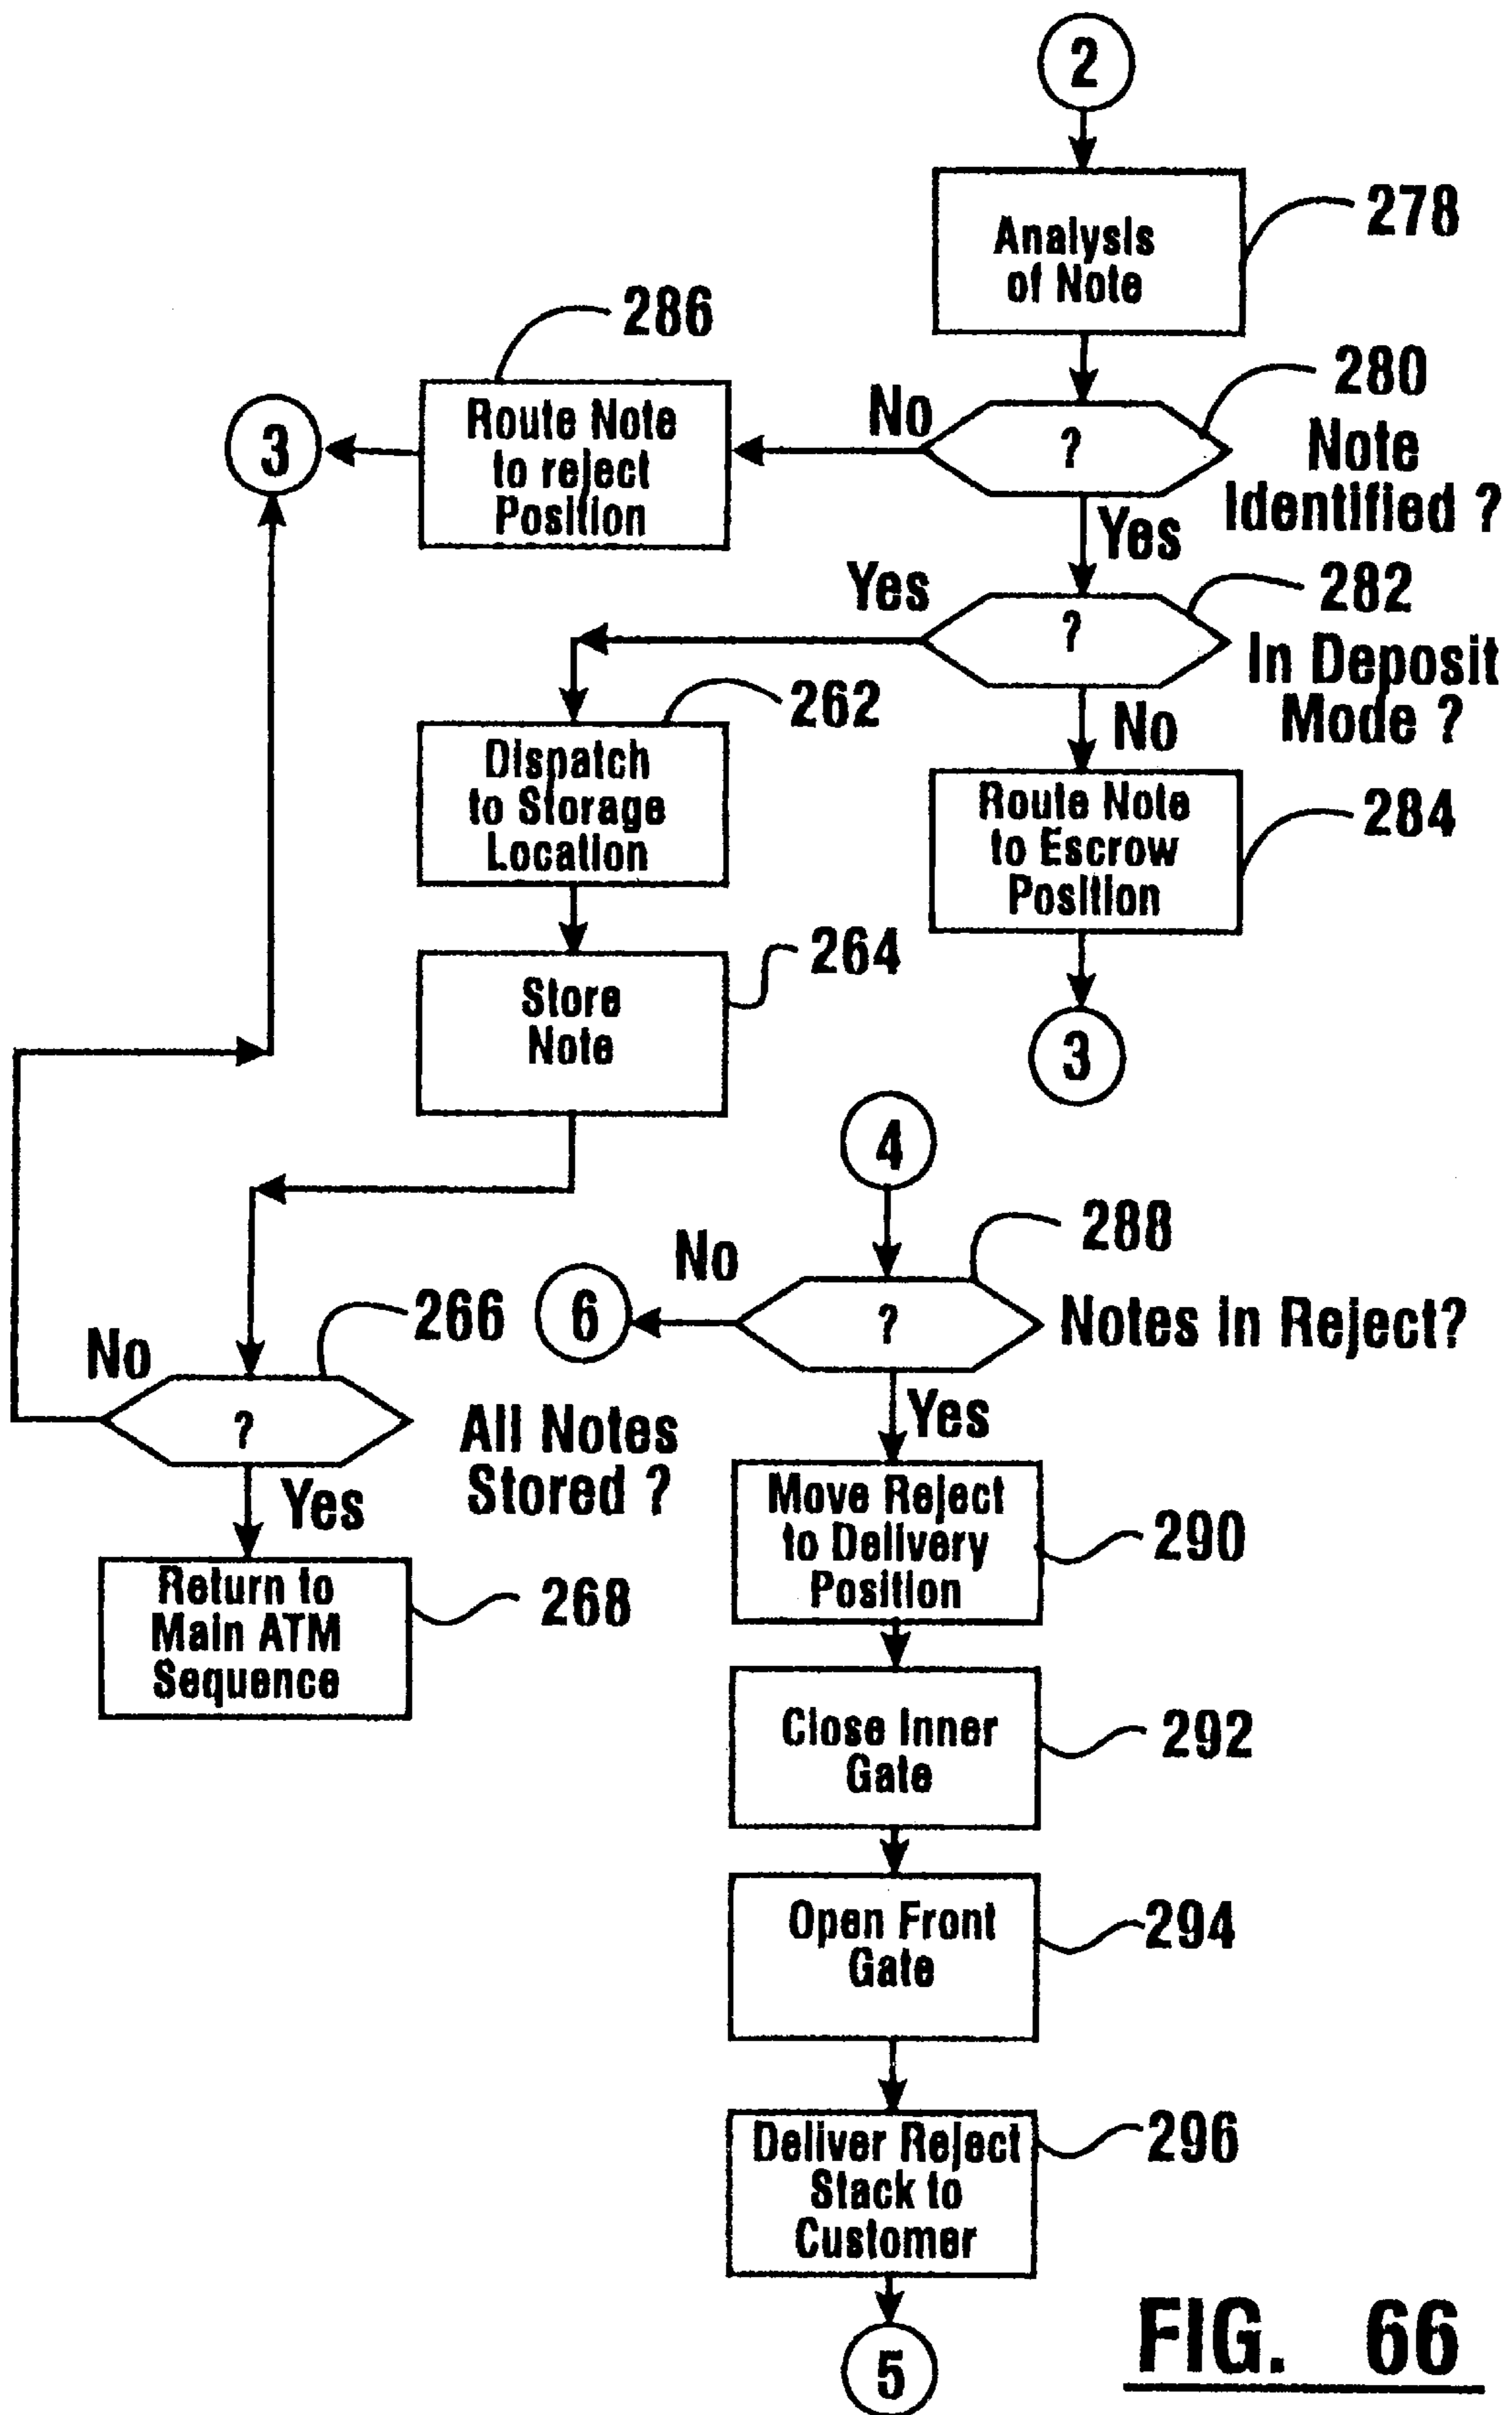 2
Analysis
of Note
278
280
Note
Identified ?
?
No
Yes
286
Route Note
to reject
Position
3
282
In Deposit
Mode ?
?
Yes
No
262
Dispatch
to Storage
Location
284
Route Note
to Escrow
Position
3
264
Store
Note
266
All Notes
Stored ?
?
No
Yes
268
Return to
Main ATM
Sequence
4
288
Notes in Reject?
?
No
6
Yes
Move Reject
to Delivery
Position
290
Close Inner
Gate
292
Open Front
Gate
294
Deliver Reject
Stack to
Customer
296
5
FIG. 66